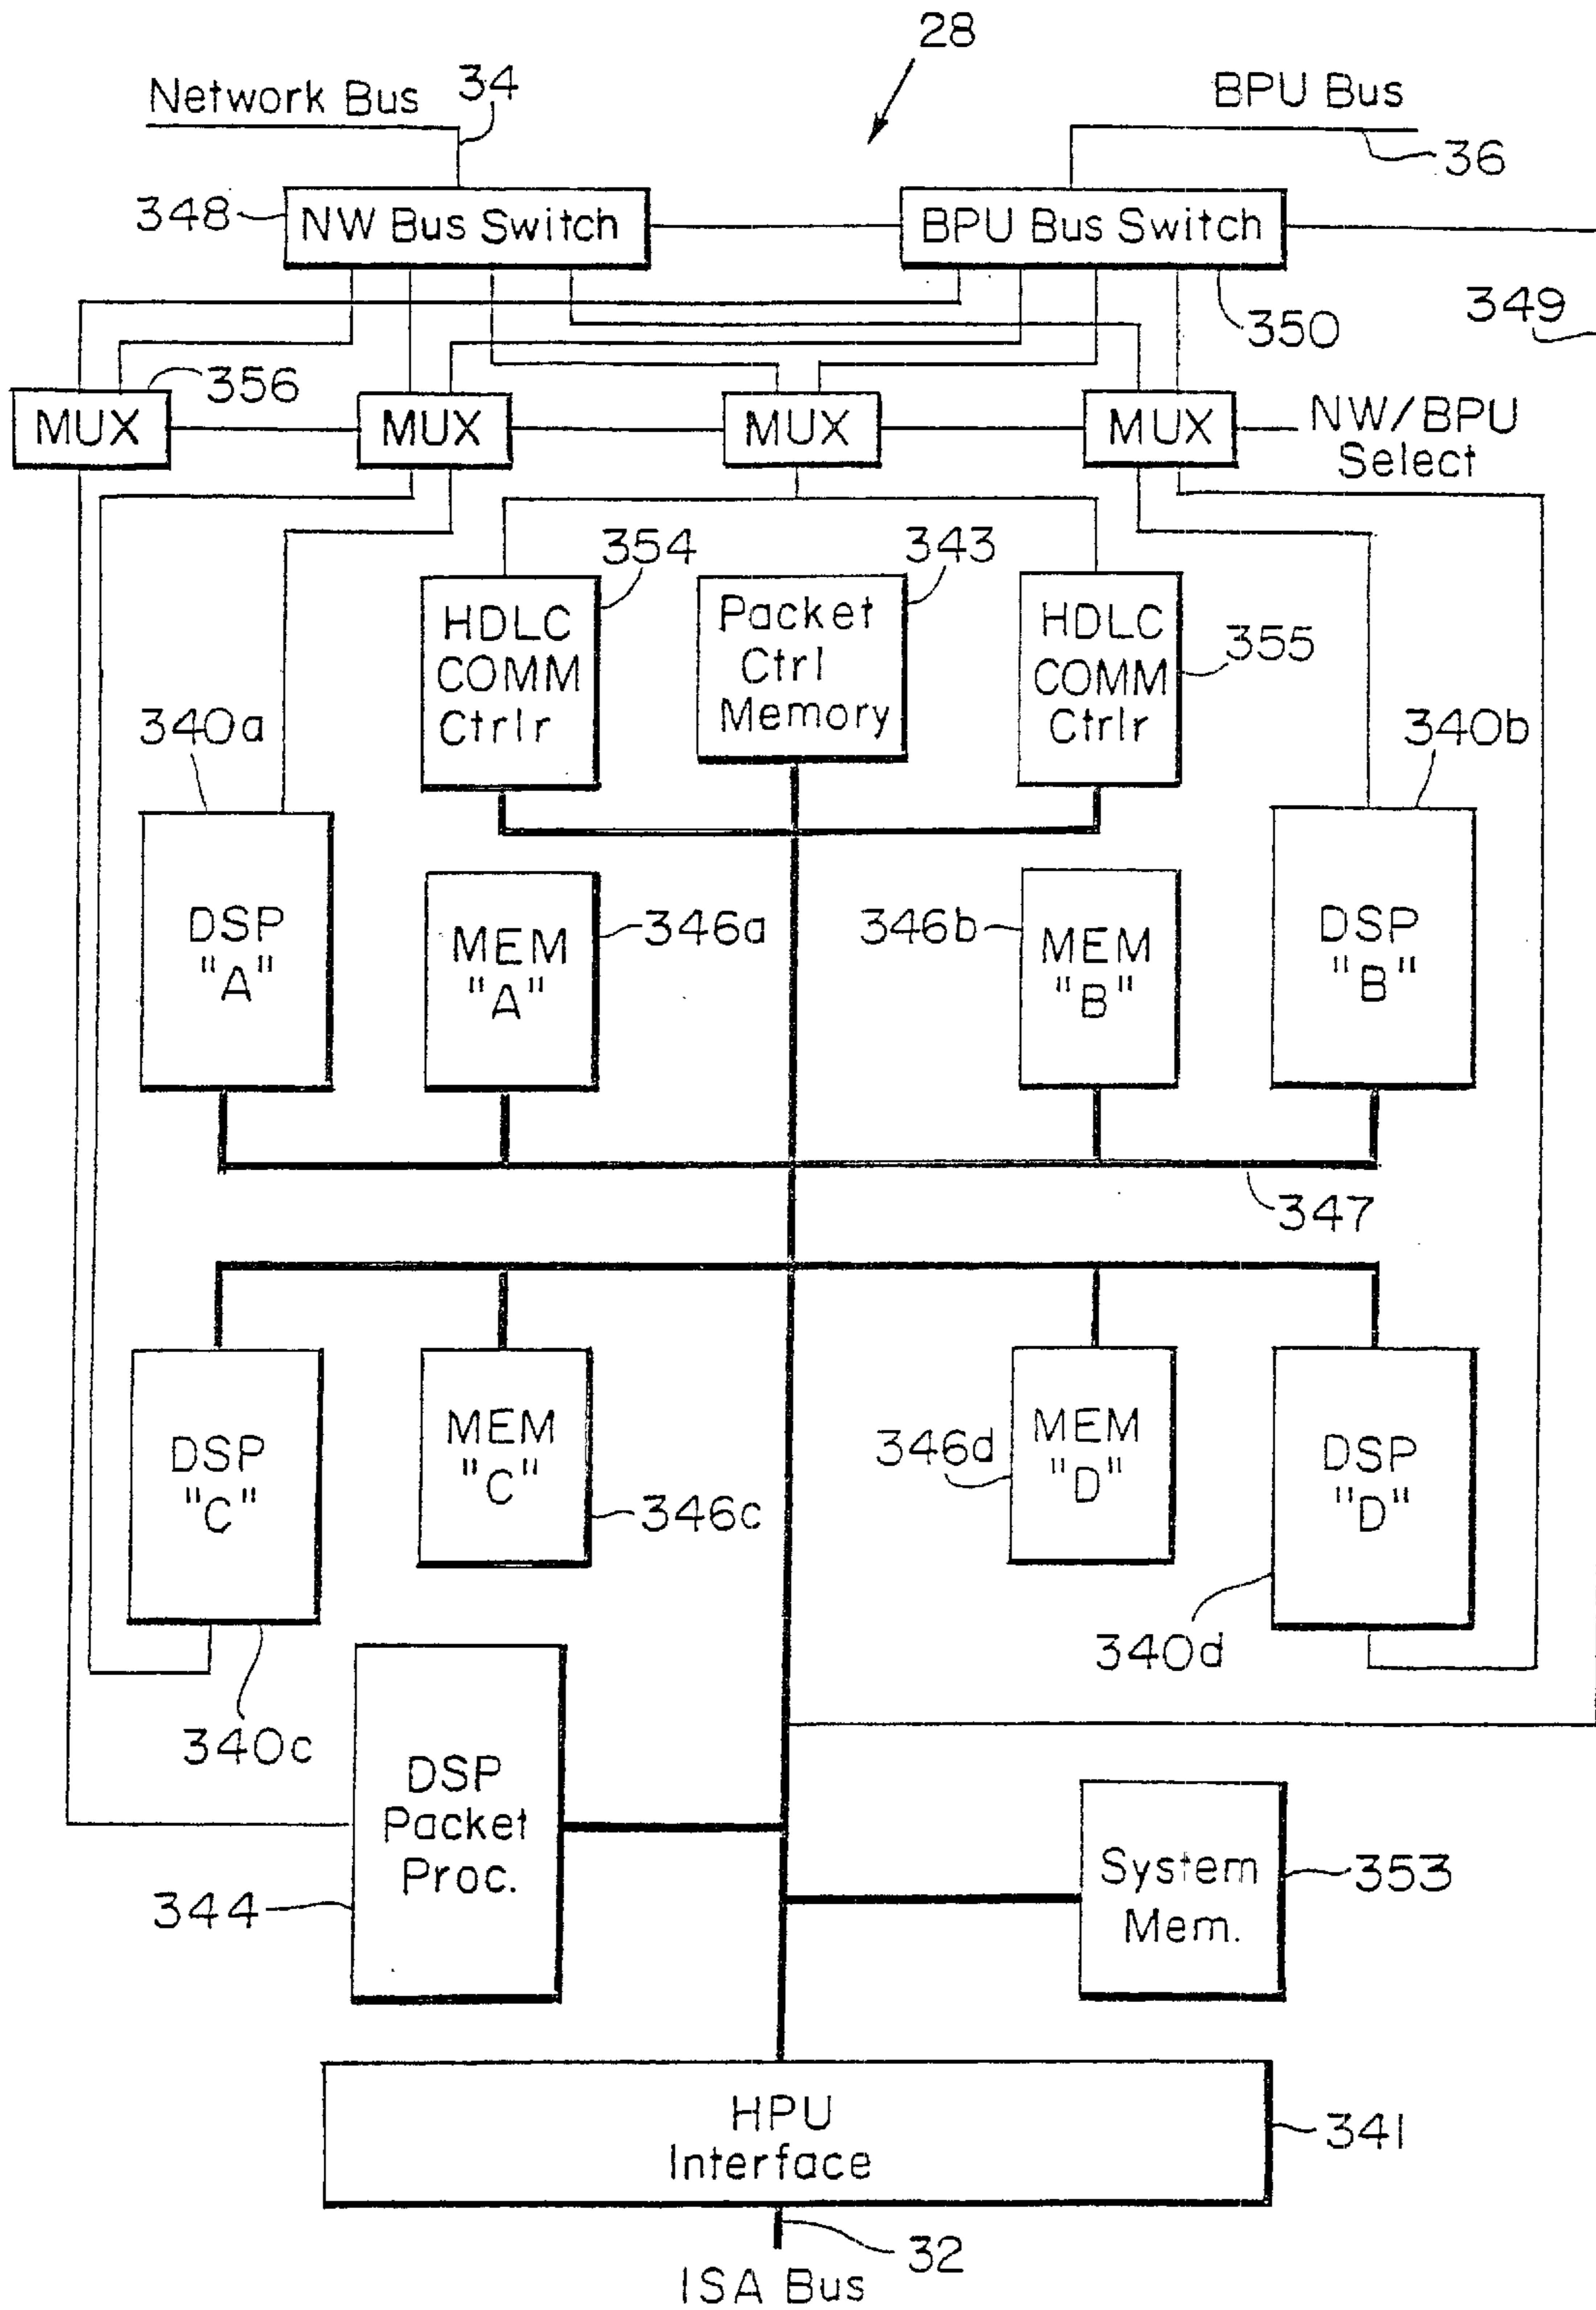 28
Network Bus
34
BPU Bus
36
348
NW Bus Switch
BPU Bus Switch
350
349
356
MUX
MUX
MUX
MUX
NW/BPU
Select
354
343
355
HDLC
COMM
Ctrlr
Packet
Ctrl
Memory
HDLC
COMM
Ctrlr
340a
340b
DSP
"A"
MEM
"A"
346a
346b
MEM
"B"
DSP
"B"
347
DSP
"C"
MEM
"C"
346c
346d
MEM
"D"
DSP
"D"
340c
340d
DSP
Packet
Proc.
344
System
Mem.
353
HPU
Interface
341
32
ISA Bus